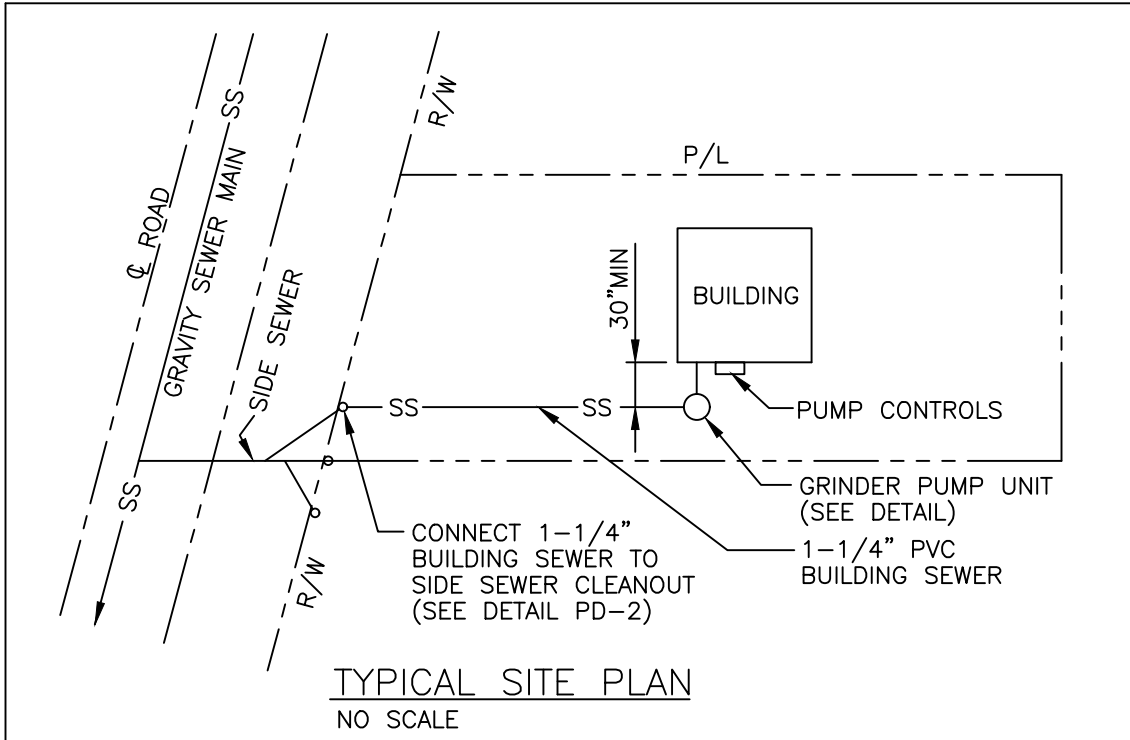 SS
R/W
P/L
℄ ROAD
GRAVITY SEWER MAIN
SIDE SEWER
30"MIN
BUILDING
SS
SS
PUMP CONTROLS
SS
GRINDER PUMP UNIT
(SEE DETAIL)
CONNECT 1-1/4"
BUILDING SEWER TO
SIDE SEWER CLEANOUT
(SEE DETAIL PD-2)
1-1/4" PVC
BUILDING SEWER
R/W
TYPICAL SITE PLAN
NO SCALE